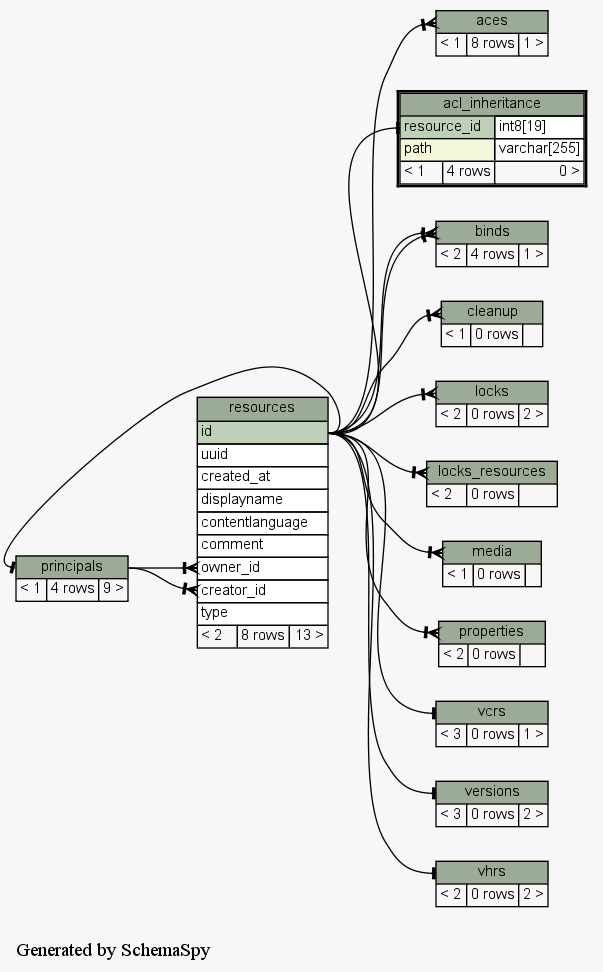 aces
< 1 8 rows 1 >
acl_inheritance
resource_id int8[19]
path varchar[255]
< 1 4 rows 0 >
binds
< 2 4 rows 1 >
cleanup
< 1 0 rows
locks
< 2 0 rows 2 >
locks_resources
< 2 0 rows
media
< 1 0 rows
properties
< 2 0 rows
vcrs
< 3 0 rows 1 >
versions
< 3 0 rows 2 >
vhrs
< 2 0 rows 2 >
resources
id
uuid
created_at
displayname
contentlanguage
comment
owner_id
creator_id
type
< 2 8 rows 13 >
principals
< 1 4 rows 9 >
Generated by SchemaSpy